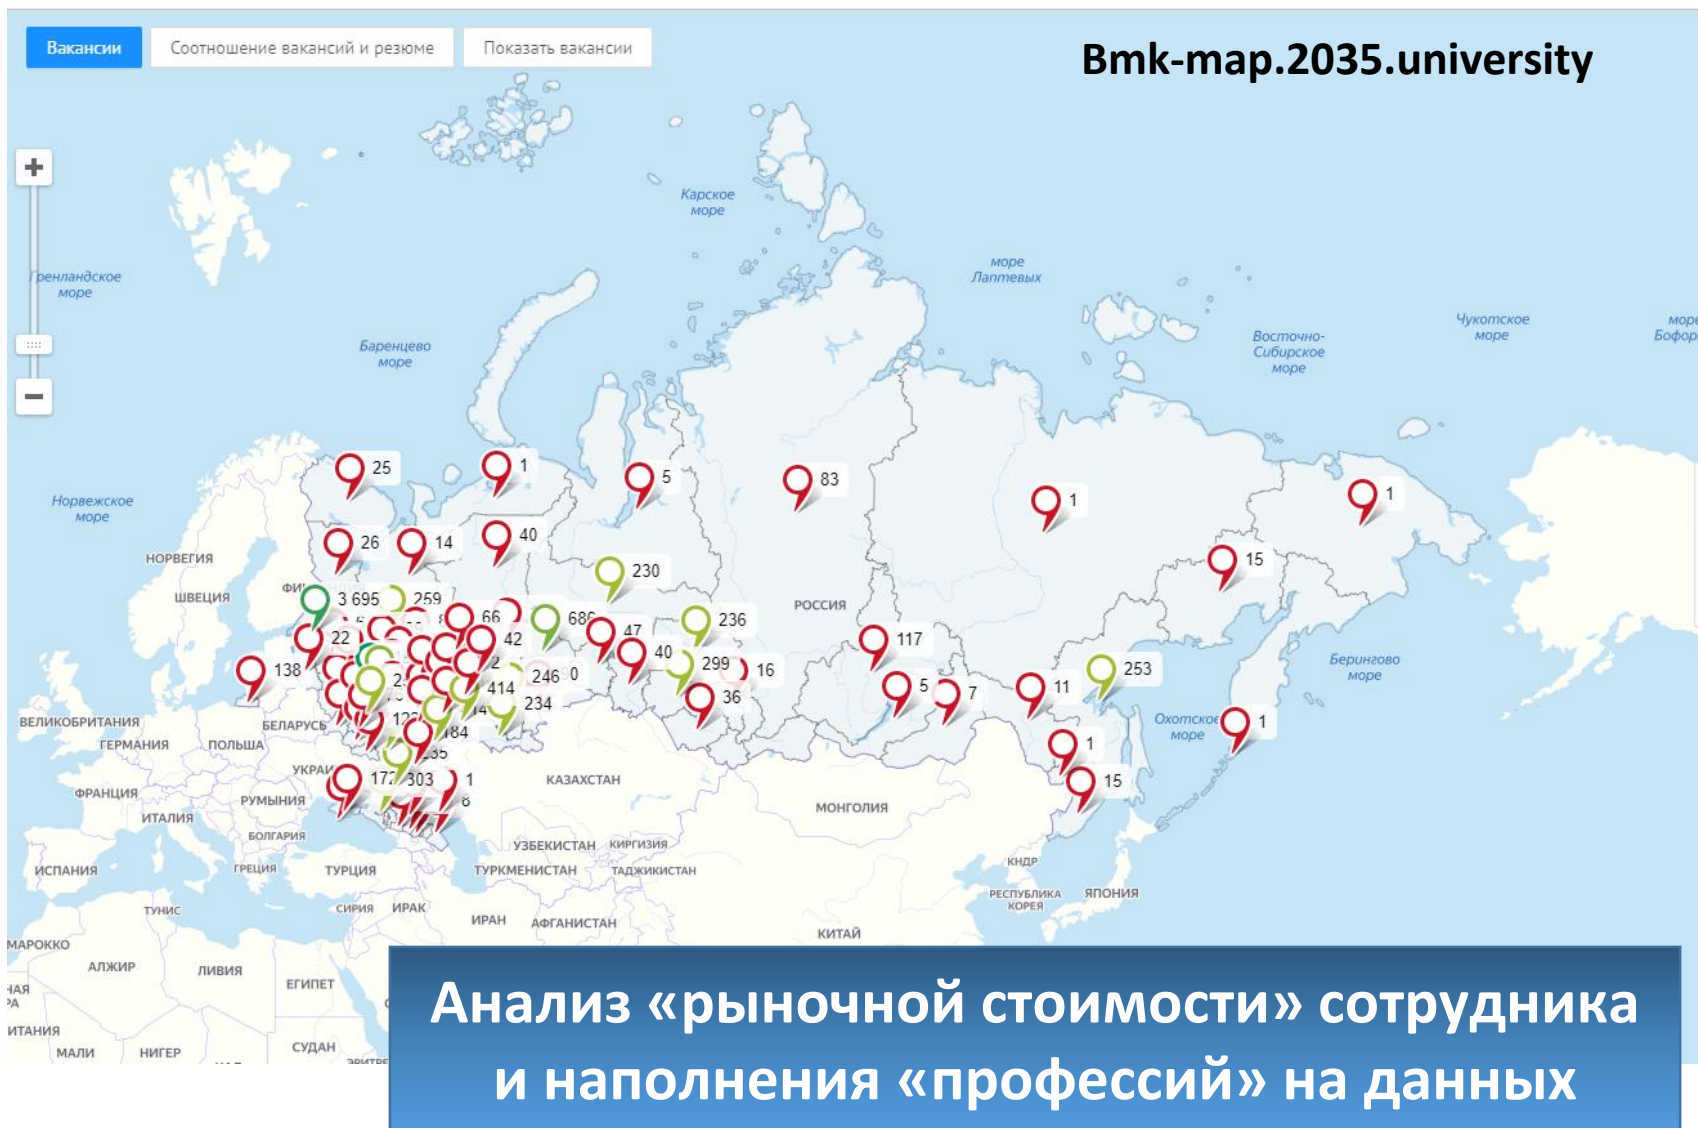 Вакансии
Соотношение вакансий и резюме
Показать вакансии
Bmk-map.2035.university
Карское
море
море
Лаптевых
Гренландское
море
Баренцево
море
Восточно-
Сибирское
море
Чукотское
море
море
Норвежское
море
25
1
5
83
1
1
26
14
40
15
НОРВЕГИЯ
ШВЕЦИЯ
РОССИЯ
230
3 695
259
66
686
47
236
22
42
40
117
138
299
16
253
246
414
36
5
7
11
234
1
184
Берингово
море
Охотское
море
1
235
172
303
1
8
15
ВЕЛИКОБРИТАНИЯ
ГЕРМАНИЯ
ПОЛЬША
БЕЛАРУСЬ
КАЗАХСТАН
МОНГОЛИЯ
ФРАНЦИЯ
РУМЫНИЯ
ИТАЛИЯ
БОЛГАРИЯ
УЗБЕКИСТАН
КИРГИЗИЯ
ИСПАНИЯ
ГРЕЦИЯ
ТУРЦИЯ
ТУРКМЕНИСТАН
ТАДЖИКИСТАН
КНДР
РЕСПУБЛИКА
КОРЕЯ
ЯПОНИЯ
ТУНИС
СИРИЯ
ИРАК
ИРАН
АФГАНИСТАН
КИТАЙ
МАРОККО
АЛЖИР
ЛИВИЯ
ЕГИПЕТ
МАЛИ
НИГЕР
СУДАН
Анализ «рыночной стоимости» сотрудника
и наполнения «профессий» на данных